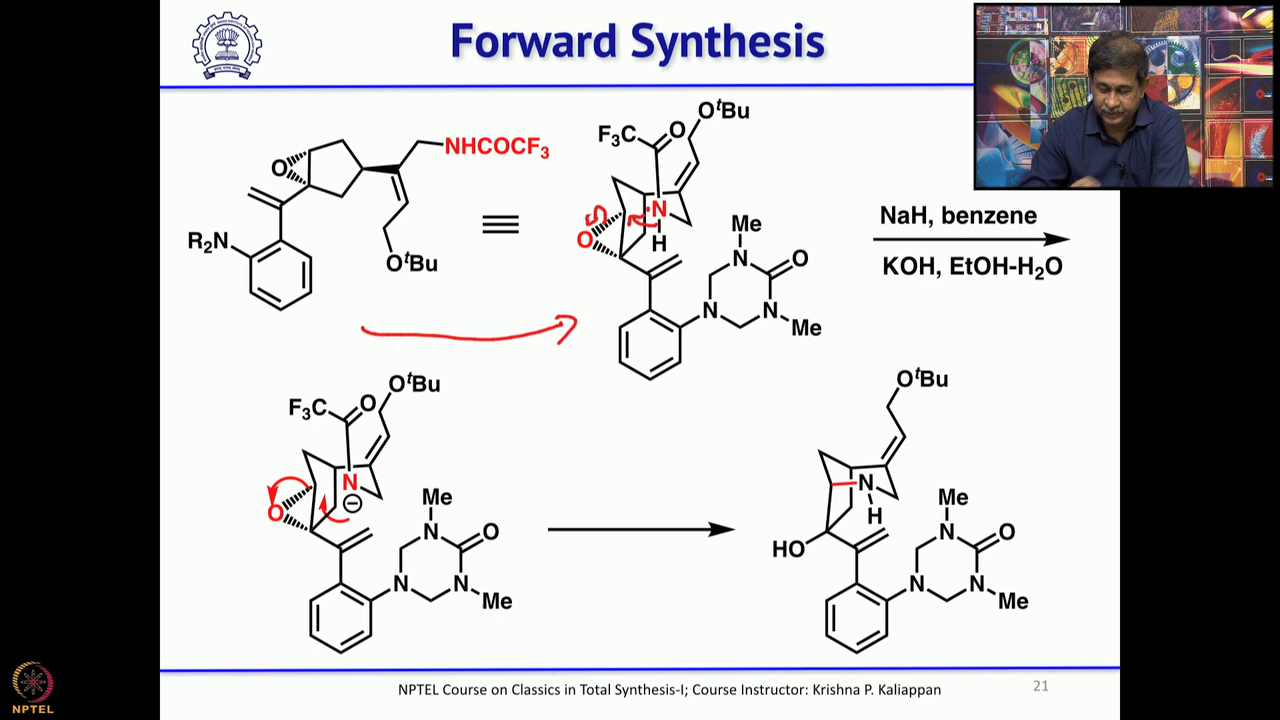 Forward Synthesis
NHCOCF3
O
R2N
OtBu
OtBu
F3C
O
N
H
O
Me
N
O
N
N
Me
NaH, benzene
KOH, EtOH-H2O
OtBu
F3C
O
N
O
Me
N
O
N
N
Me
OtBu
N
H
HO
Me
N
O
N
N
Me
NPTEL
NPTEL Course on Classics in Total Synthesis-I; Course Instructor: Krishna P. Kaliappan
21